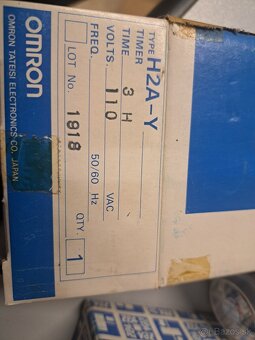 OMRON
OMRON TATEISI ELECTRONICS CO. JAPAN
TYPE H2A-Y
TIMER
TIME 3 H
VOLTS. 110 VAC
FREQ. 50/60 Hz
LOT No. 1918 QTY. 1